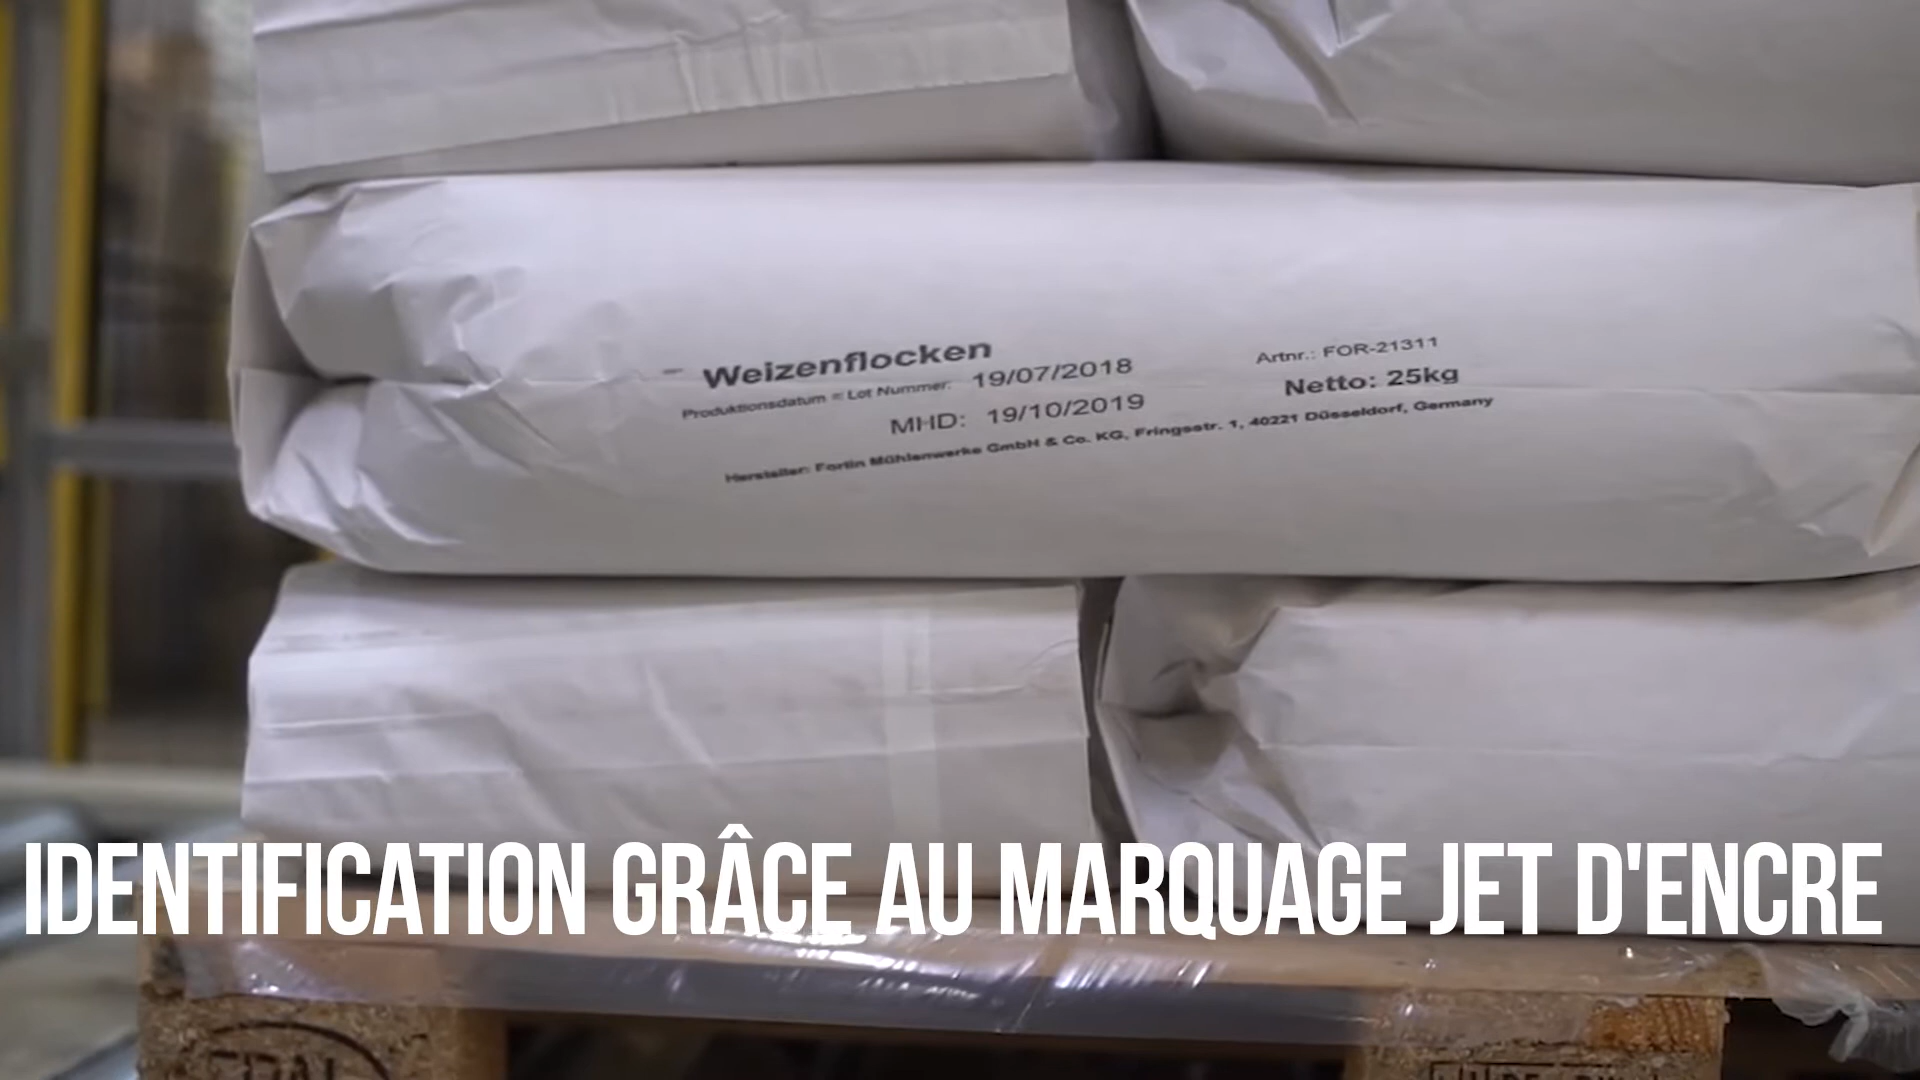 Weizenflocken
Artnr.: FOR-21311
Produktionsdatum = Lot Nummer: 19/07/2018
Netto: 25kg
MHD: 19/10/2019
Hersteller: Fortin Mühlenwerke GmbH & Co. KG, Fringsstr. 1, 40221 Düsseldorf, Germany
IDENTIFICATION GRÂCE AU MARQUAGE JET D'ENCRE